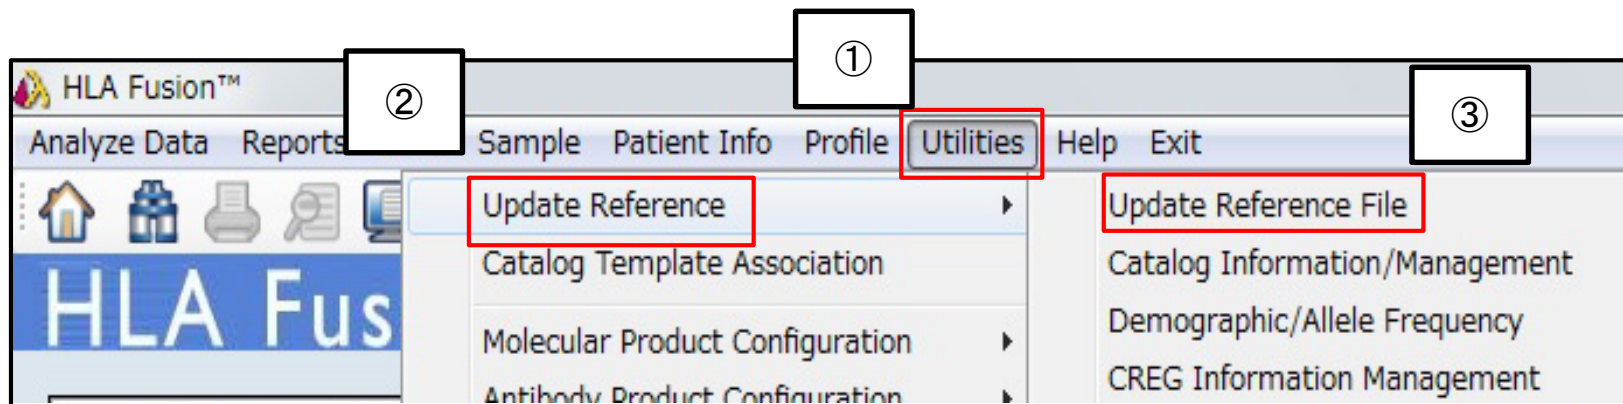 ①
HLA Fusion™
②
③
Analyze Data Reports Sample Patient Info Profile Utilities Help Exit
Update Reference
Update Reference File
Catalog Template Association
Catalog Information/Management
HLA Fus
Molecular Product Configuration
Demographic/Allele Frequency
Antibody Product Configuration
CREG Information Management